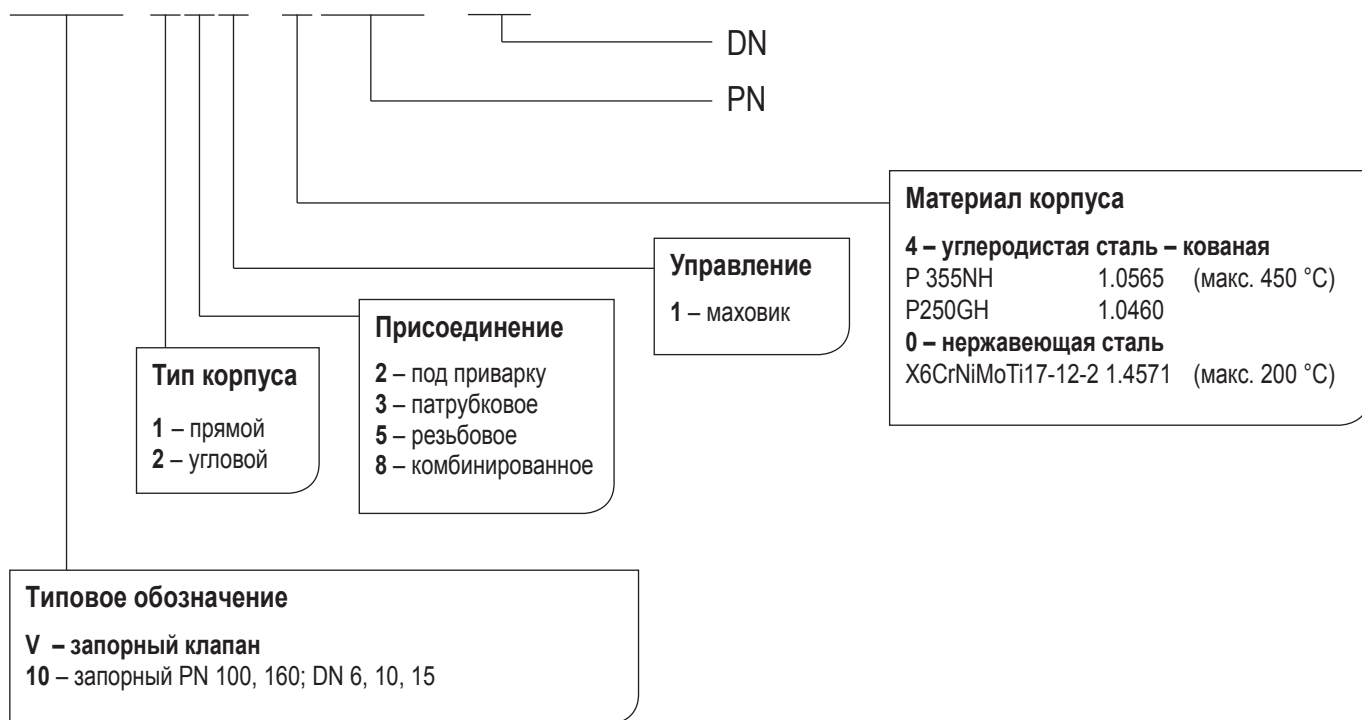 DN
PN
Материал корпуса
4 – углеродистая сталь – кованая
P 355NH 1.0565 (макс. 450 °C)
P250GH 1.0460
0 – нержавеющая сталь
X6CrNiMoTi17-12-2 1.4571 (макс. 200 °C)
Управление
1 – маховик
Присоединение
2 – под приварку
3 – патрубковое
5 – резьбовое
8 – комбинированное
Тип корпуса
1 – прямой
2 – угловой
Типовое обозначение
V – запорный клапан
10 – запорный PN 100, 160; DN 6, 10, 15